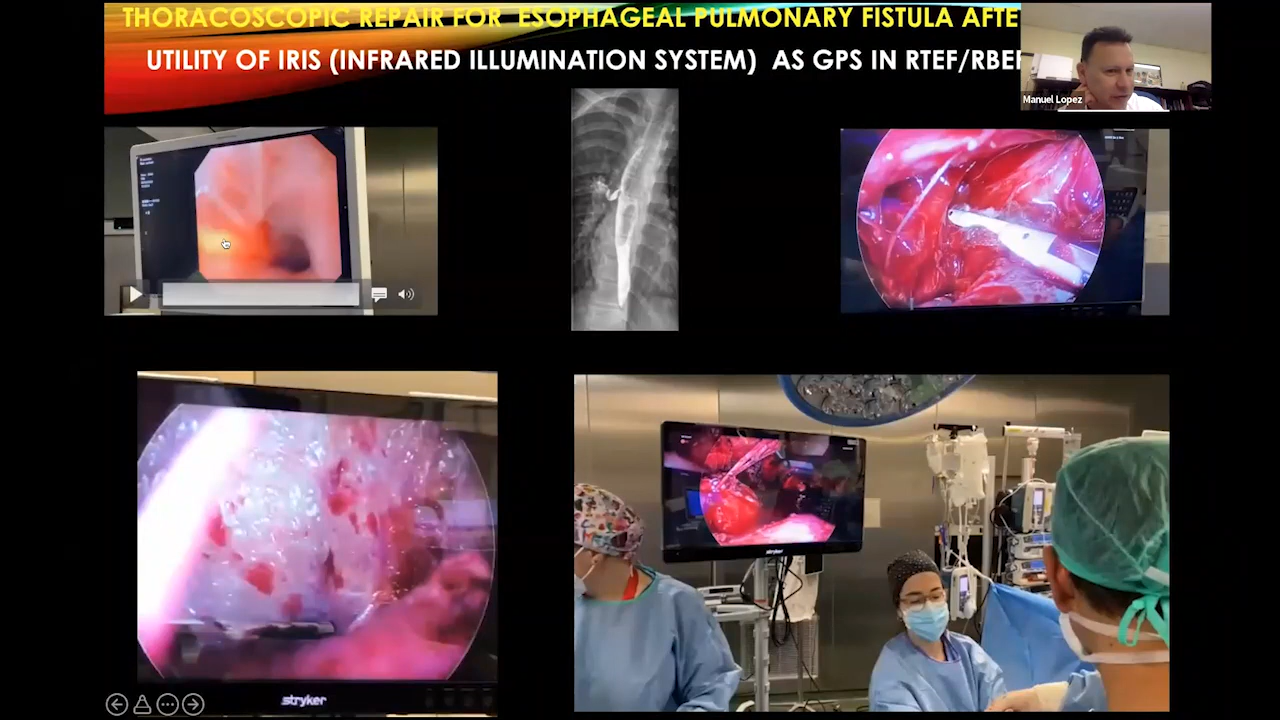 THORACOSCOPIC REPAIR FOR ESOPHAGEAL PULMONARY FISTULA AFTE
UTILITY OF IRIS (INFRARED ILLUMINATION SYSTEM) AS GPS IN RTEF/RBEF
Manuel Lopez
stryker
stryker